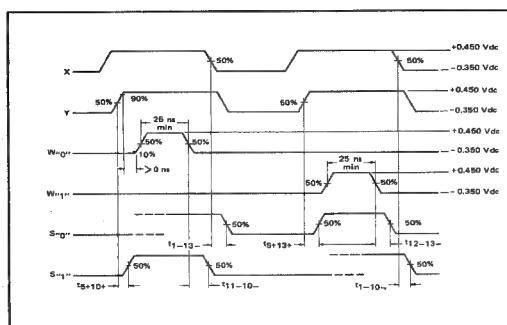 +0.450 Vdc
50%
50%
X
−0.350 Vdc
+0.450 Vdc
50%
90%
60%
Y
−0.350 Vdc
25 ns
min
+0.450 Vdc
50%
50%
W"0"
10%
−0.350 Vdc
> 0 ns
25 ns
min
+0.450 Vdc
50%
50%
W"1"
−0.350 Vdc
50%
50%
50%
S"0"
t1−13−
t5+13+
t12−13−
50%
50%
50%
S"1"
t5+10+
t11−10−
t1−10−